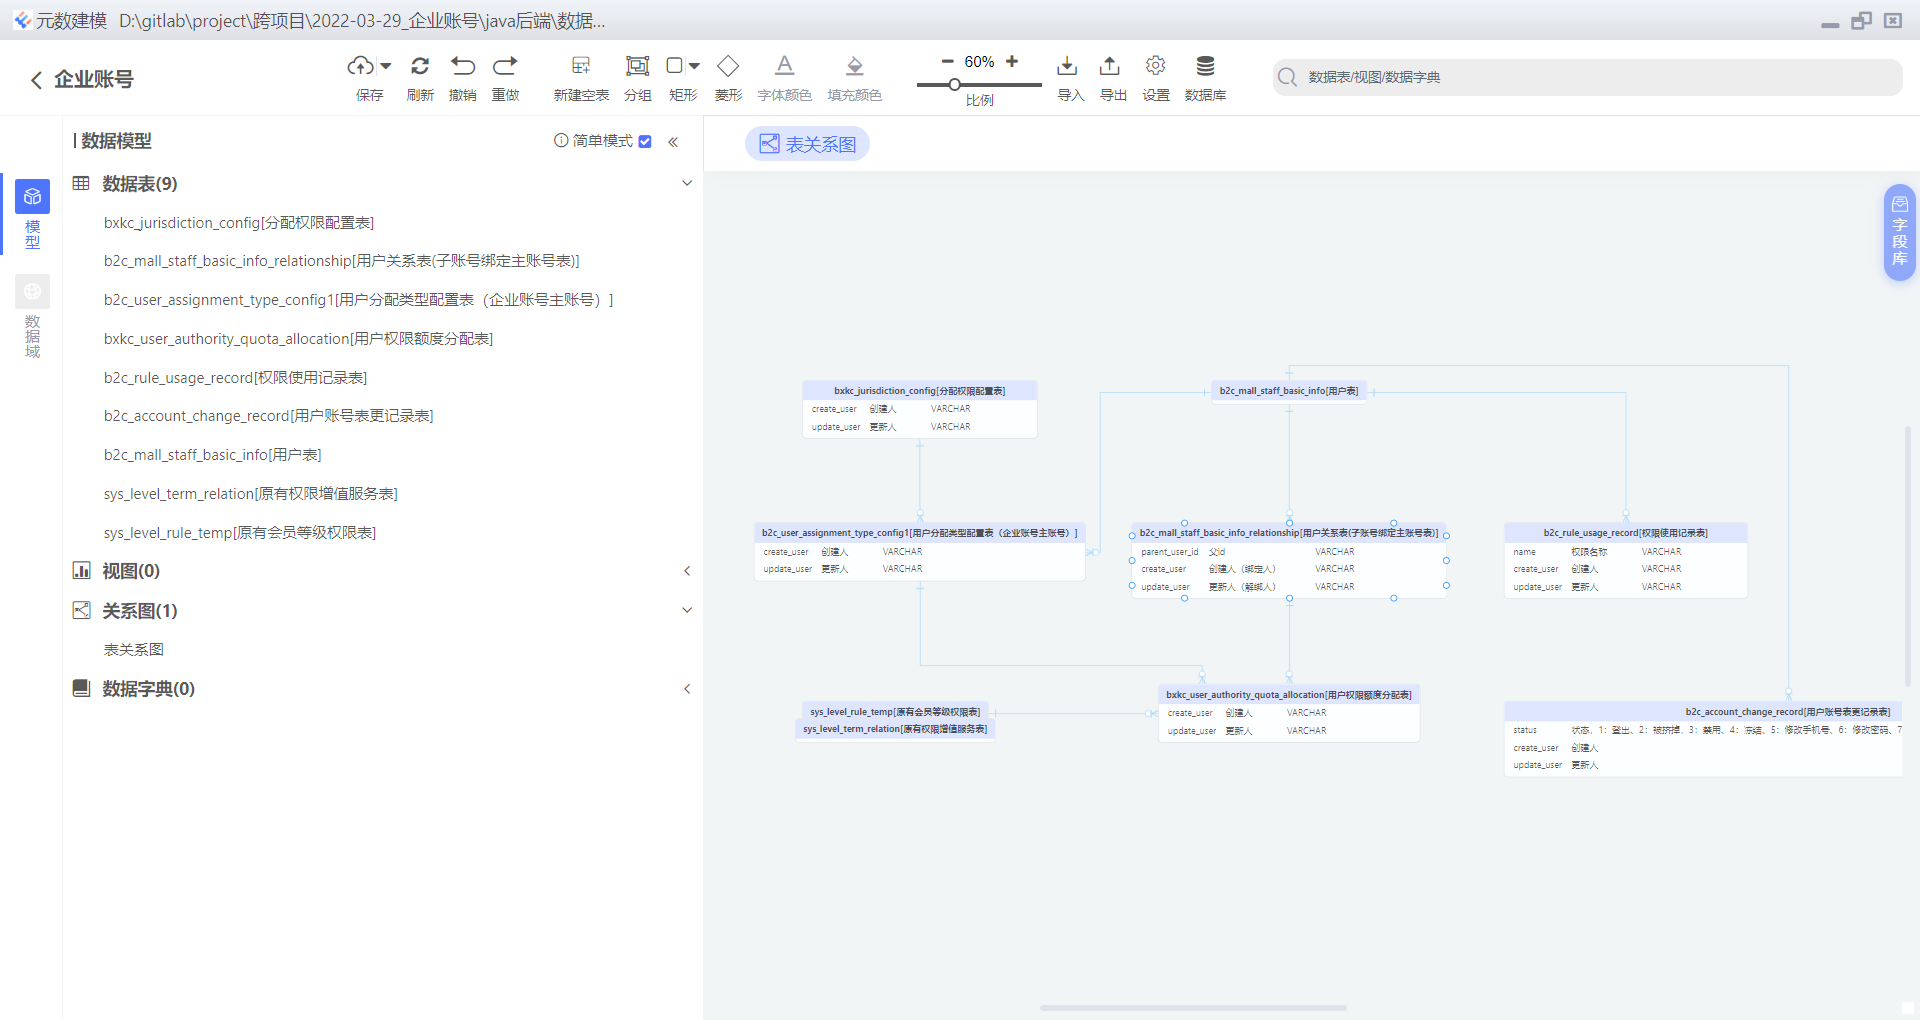 元数建模 D:\gitlab\project\跨项目\2022-03-29_企业账号\java后端\数据...
企业账号
保存 刷新 撤销 重做 新建空表 分组 矩形 菱形 字体颜色 填充颜色
60%
比例
导入 导出 设置 数据库
数据表/视图/数据字典
模型
数据域
数据模型
简单模式
数据表(9)
bxkc_jurisdiction_config[分配权限配置表]
b2c_mall_staff_basic_info_relationship[用户关系表(子账号绑定主账号表)]
b2c_user_assignment_type_config1[用户分配类型配置表（企业账号主账号）]
bxkc_user_authority_quota_allocation[用户权限额度分配表]
b2c_rule_usage_record[权限使用记录表]
b2c_account_change_record[用户账号表更记录表]
b2c_mall_staff_basic_info[用户表]
sys_level_term_relation[原有权限增值服务表]
sys_level_rule_temp[原有会员等级权限表]
视图(0)
关系图(1)
表关系图
数据字典(0)
表关系图
字段库
bxkc_jurisdiction_config[分配权限配置表]
create_user 创建人 VARCHAR
update_user 更新人 VARCHAR
b2c_mall_staff_basic_info[用户表]
b2c_user_assignment_type_config1[用户分配类型配置表（企业账号主账号）]
create_user 创建人 VARCHAR
update_user 更新人 VARCHAR
b2c_mall_staff_basic_info_relationship[用户关系表(子账号绑定主账号表)]
parent_user_id 父id VARCHAR
create_user 创建人（绑定人） VARCHAR
update_user 更新人（解绑人） VARCHAR
b2c_rule_usage_record[权限使用记录表]
name 权限名称 VARCHAR
create_user 创建人 VARCHAR
update_user 更新人 VARCHAR
sys_level_rule_temp[原有会员等级权限表]
sys_level_term_relation[原有权限增值服务表]
bxkc_user_authority_quota_allocation[用户权限额度分配表]
create_user 创建人 VARCHAR
update_user 更新人 VARCHAR
b2c_account_change_record[用户账号表更记录表]
status 状态，1：登出、2：被挤掉，3：禁用、4：冻结、5：修改手机号、6：修改密码、7
create_user 创建人
update_user 更新人